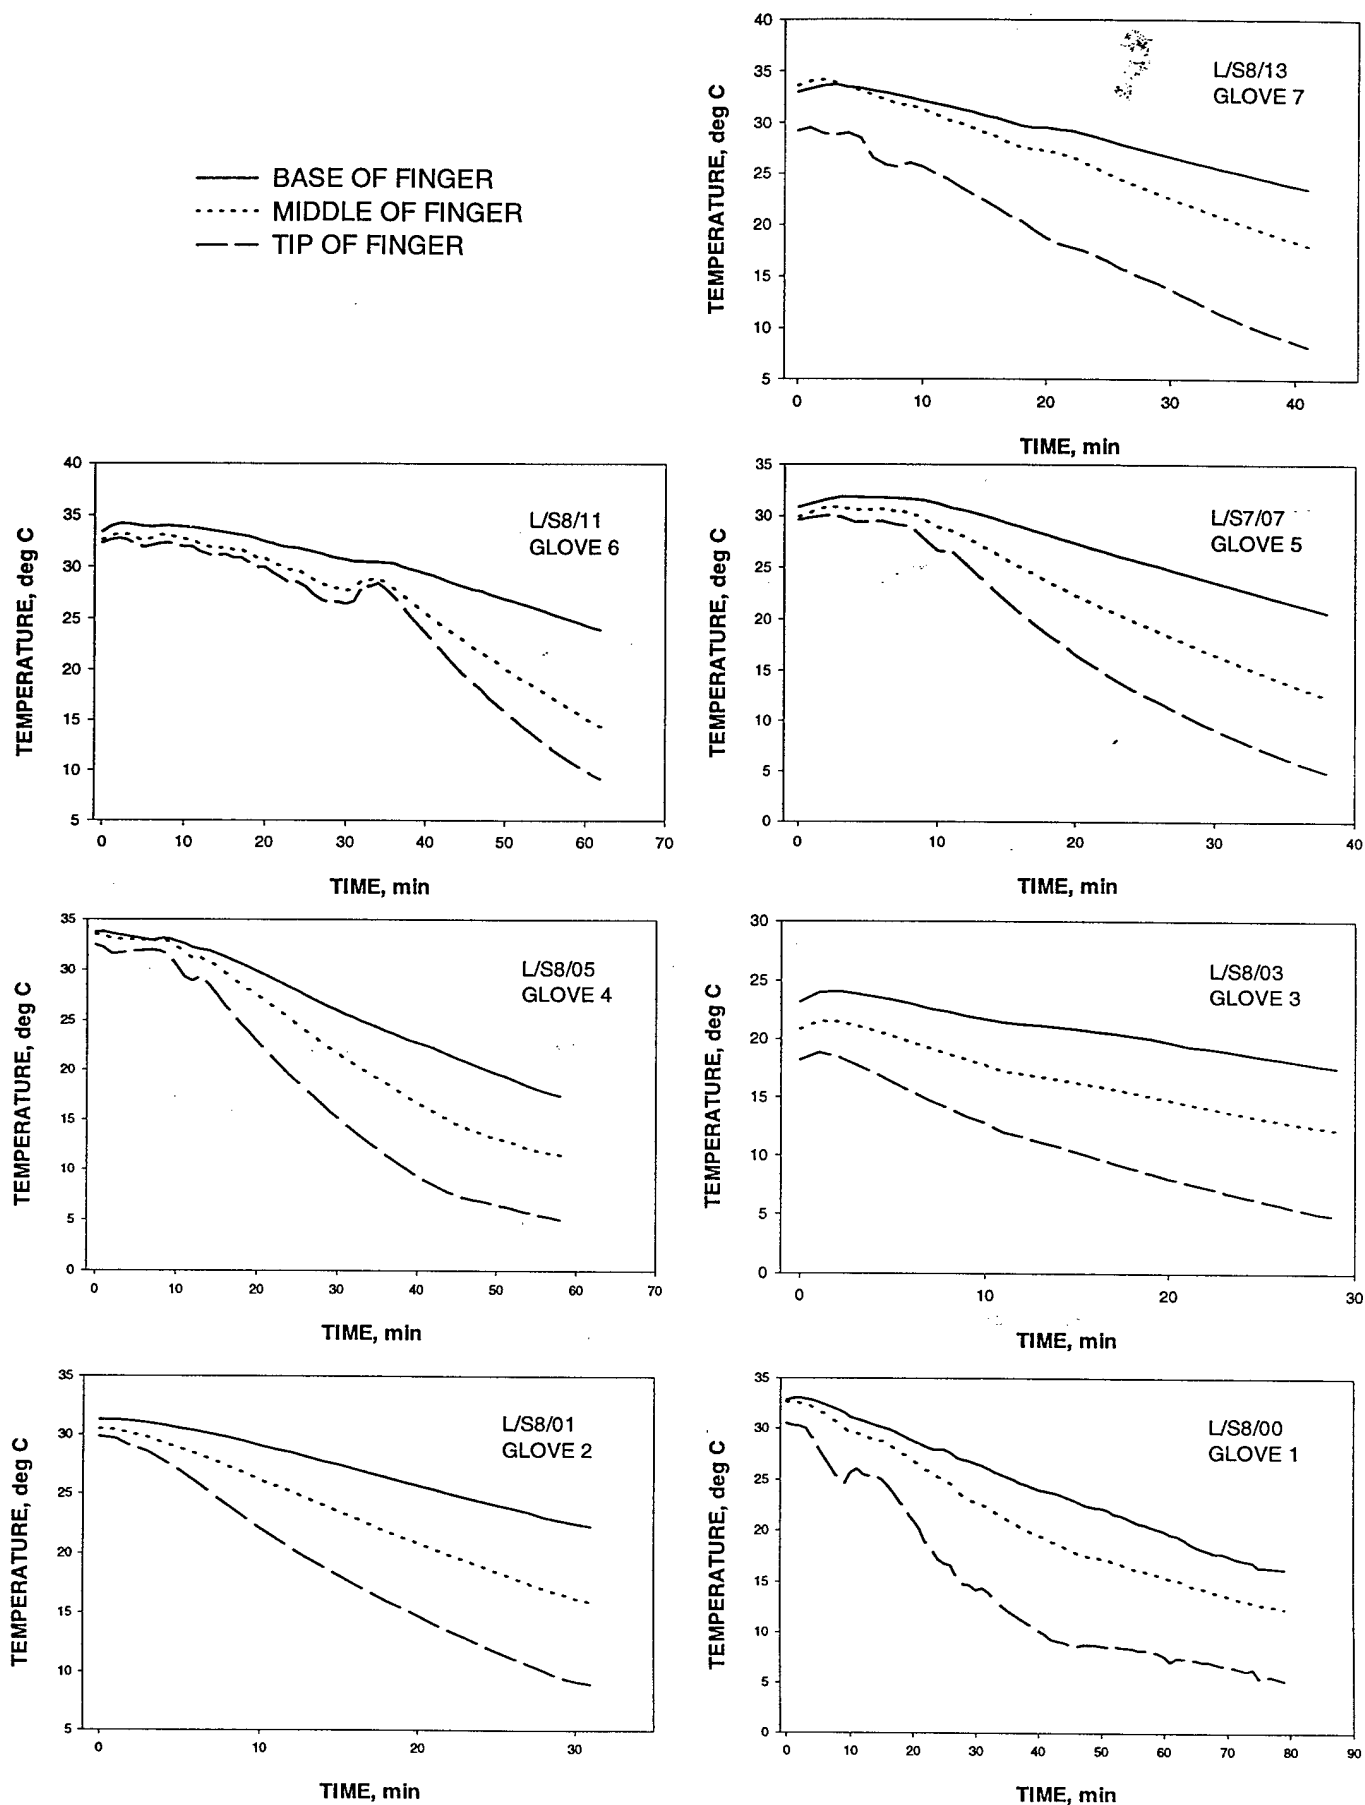 BASE OF FINGER
MIDDLE OF FINGER
TIP OF FINGER
L/S8/13
GLOVE 7
TEMPERATURE, deg C
40
35
30
25
20
15
10
5
0 10 20 30 40
TIME, min
L/S8/11
GLOVE 6
TEMPERATURE, deg C
40
35
30
25
20
15
10
5
0 10 20 30 40 50 60 70
TIME, min
L/S7/07
GLOVE 5
TEMPERATURE, deg C
35
30
25
20
15
10
5
0
0 10 20 30 40
TIME, min
L/S8/05
GLOVE 4
TEMPERATURE, deg C
35
30
25
20
15
10
5
0
0 10 20 30 40 50 60 70
TIME, min
L/S8/03
GLOVE 3
TEMPERATURE, deg C
30
25
20
15
10
5
0
0 10 20 30
TIME, min
L/S8/01
GLOVE 2
TEMPERATURE, deg C
35
30
25
20
15
10
5
0 10 20 30
TIME, min
L/S8/00
GLOVE 1
TEMPERATURE, deg C
35
30
25
20
15
10
5
0
0 10 20 30 40 50 60 70 80 90
TIME, min